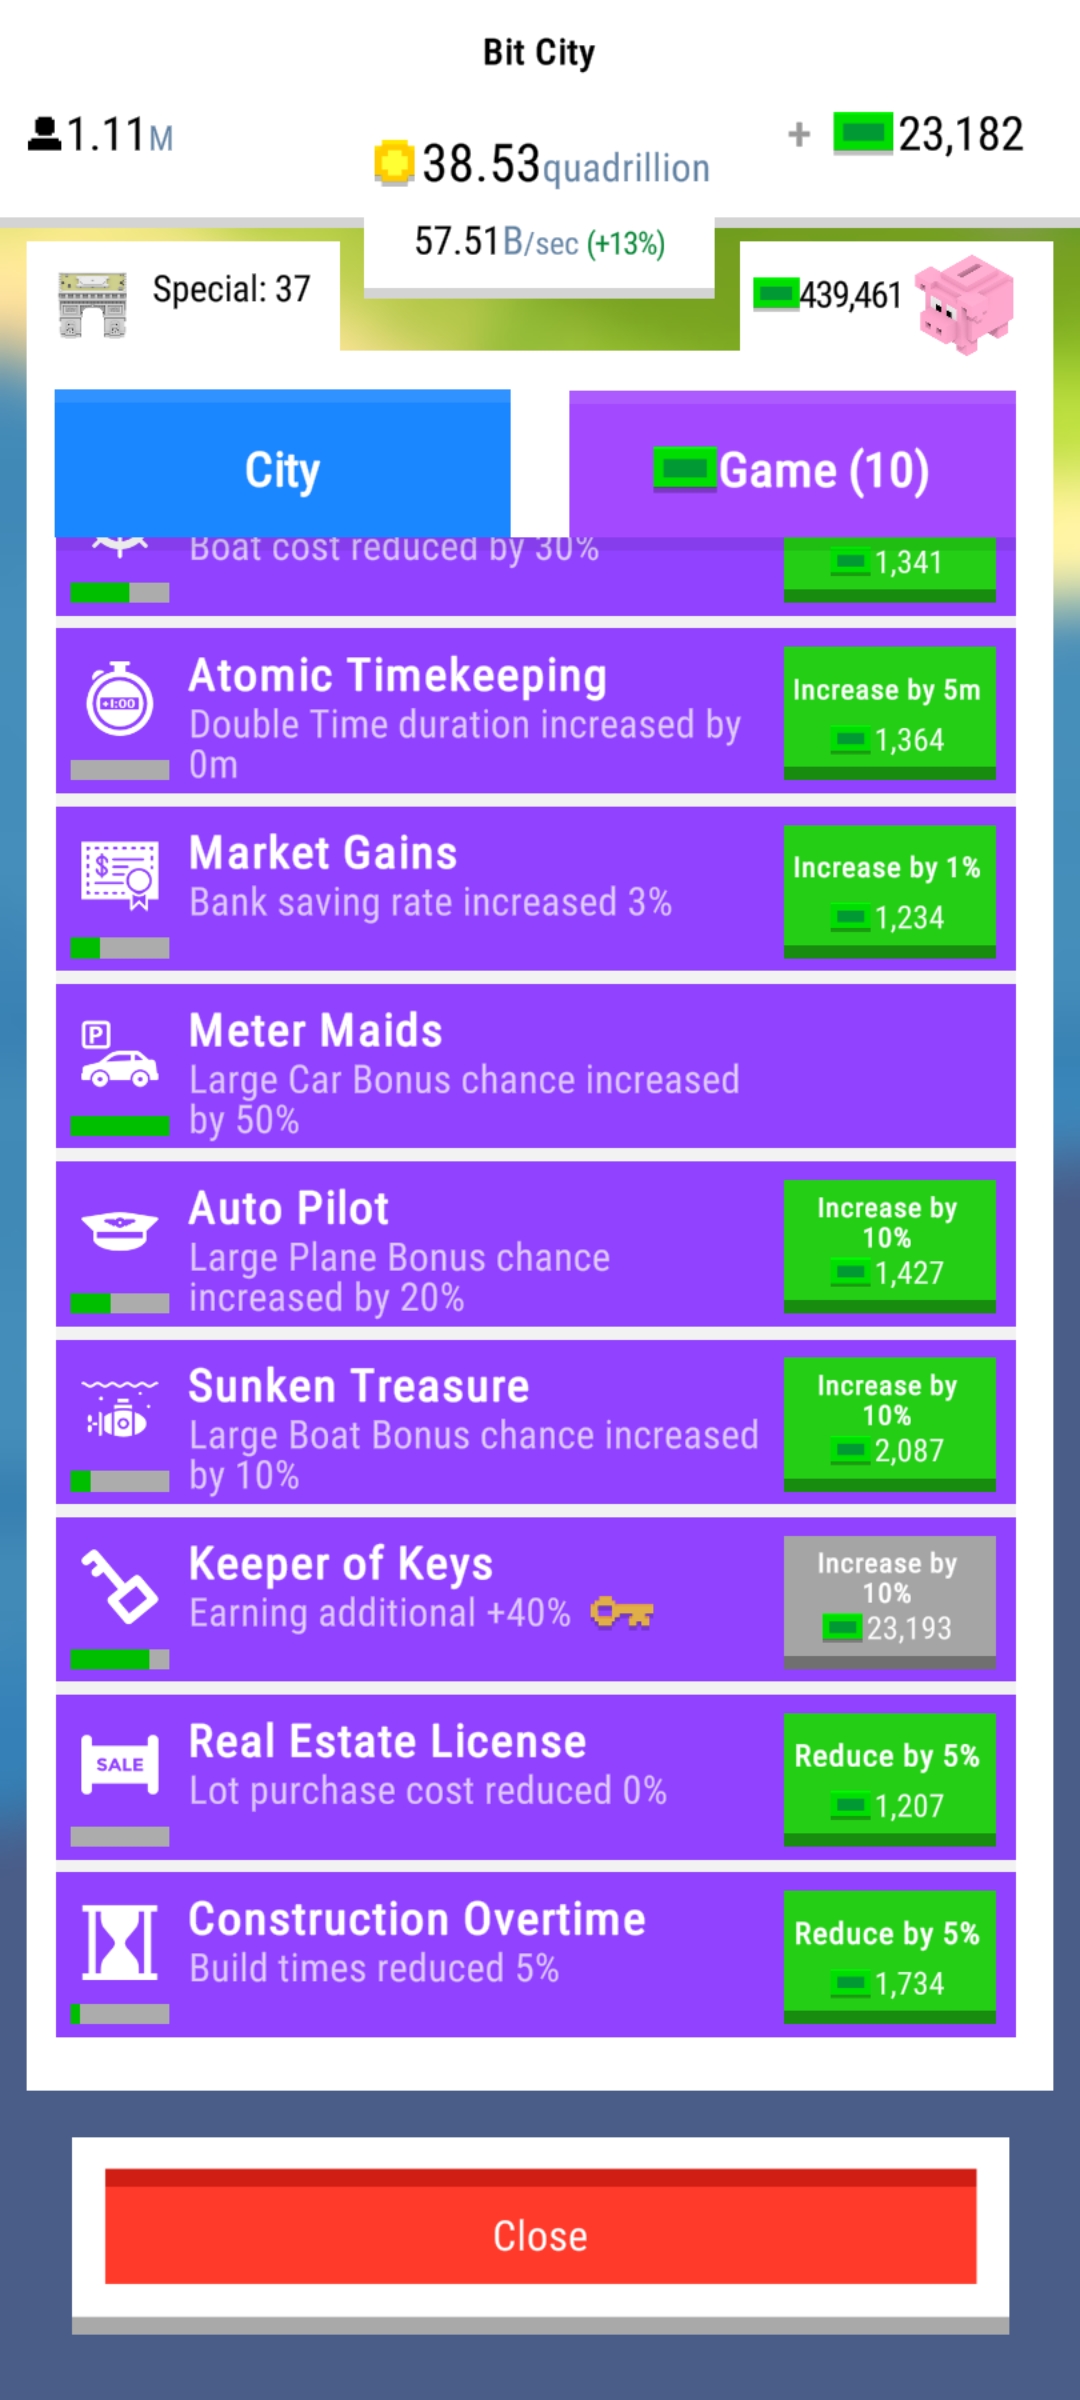 Bit City
1.11M
38.53quadrillion
+ 23,182
57.51B/sec (+13%)
Special: 37
439,461
City
Game (10)
Boat cost reduced by 30%
1,341
Atomic Timekeeping
Double Time duration increased by
0m
Increase by 5m
1,364
Market Gains
Bank saving rate increased 3%
Increase by 1%
1,234
P
Meter Maids
Large Car Bonus chance increased
by 50%
Auto Pilot
Large Plane Bonus chance
increased by 20%
Increase by
10%
1,427
Sunken Treasure
Large Boat Bonus chance increased
by 10%
Increase by
10%
2,087
Keeper of Keys
Earning additional +40%
Increase by
10%
23,193
SALE
Real Estate License
Lot purchase cost reduced 0%
Reduce by 5%
1,207
Construction Overtime
Build times reduced 5%
Reduce by 5%
1,734
Close